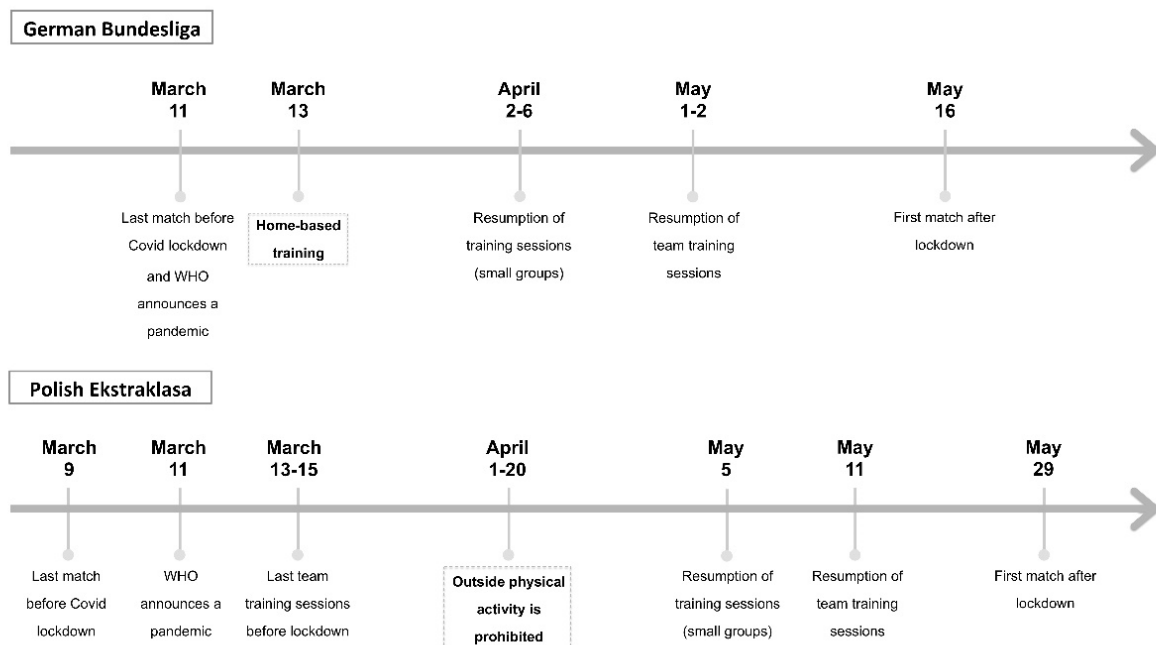 German Bundesliga
March
11
March
13
April
2-6
May
1-2
May
16
Last match before
Covid lockdown
and WHO
announces a
pandemic
Home-based
training
Resumption of
training sessions
(small groups)
Resumption of
team training
sessions
First match after
lockdown
Polish Ekstraklasa
March
9
March
11
March
13-15
April
1-20
May
5
May
11
May
29
Last match
before Covid
lockdown
WHO
announces a
pandemic
Last team
training sessions
before lockdown
Outside physical
activity is
prohibited
Resumption of
training sessions
(small groups)
Resumption of
team training
sessions
First match after
lockdown